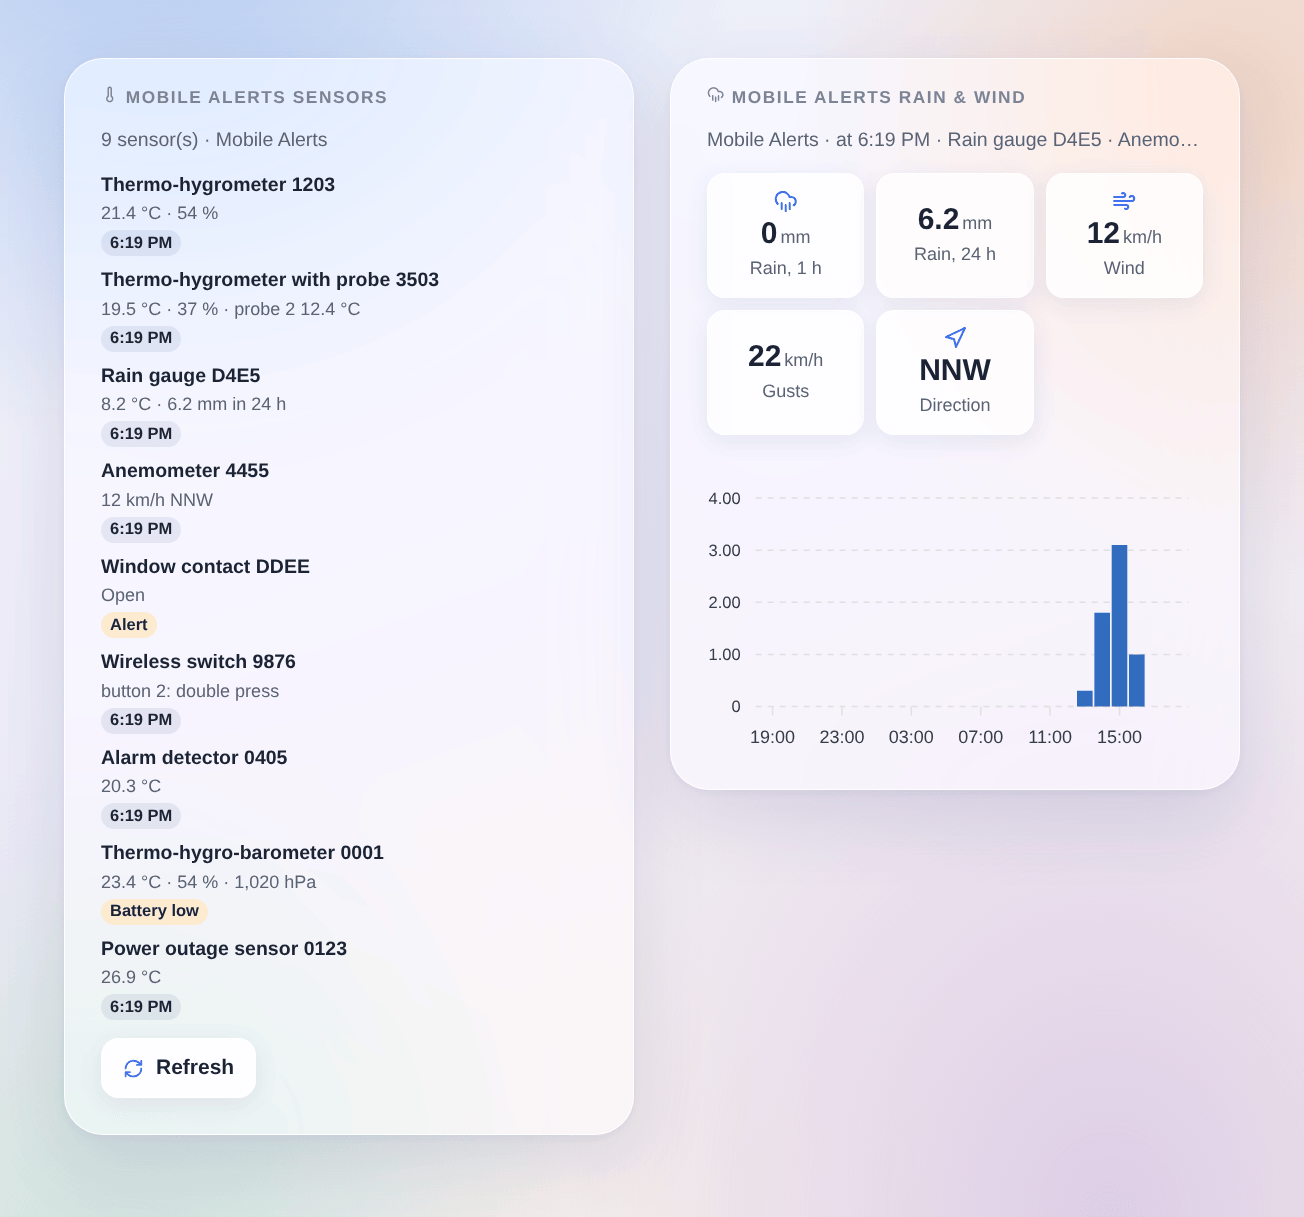 MOBILE ALERTS SENSORS
9 sensor(s) · Mobile Alerts
Thermo-hygrometer 1203
21.4 °C · 54 %
6:19 PM
Thermo-hygrometer with probe 3503
19.5 °C · 37 % · probe 2 12.4 °C
6:19 PM
Rain gauge D4E5
8.2 °C · 6.2 mm in 24 h
6:19 PM
Anemometer 4455
12 km/h NNW
6:19 PM
Window contact DDEE
Open
Alert
Wireless switch 9876
button 2: double press
6:19 PM
Alarm detector 0405
20.3 °C
6:19 PM
Thermo-hygro-barometer 0001
23.4 °C · 54 % · 1,020 hPa
Battery low
Power outage sensor 0123
26.9 °C
6:19 PM
Refresh
MOBILE ALERTS RAIN & WIND
Mobile Alerts · at 6:19 PM · Rain gauge D4E5 · Anemo…
0 mm
Rain, 1 h
6.2 mm
Rain, 24 h
12 km/h
Wind
22 km/h
Gusts
NNW
Direction
4.00
3.00
2.00
1.00
0
19:00 23:00 03:00 07:00 11:00 15:00